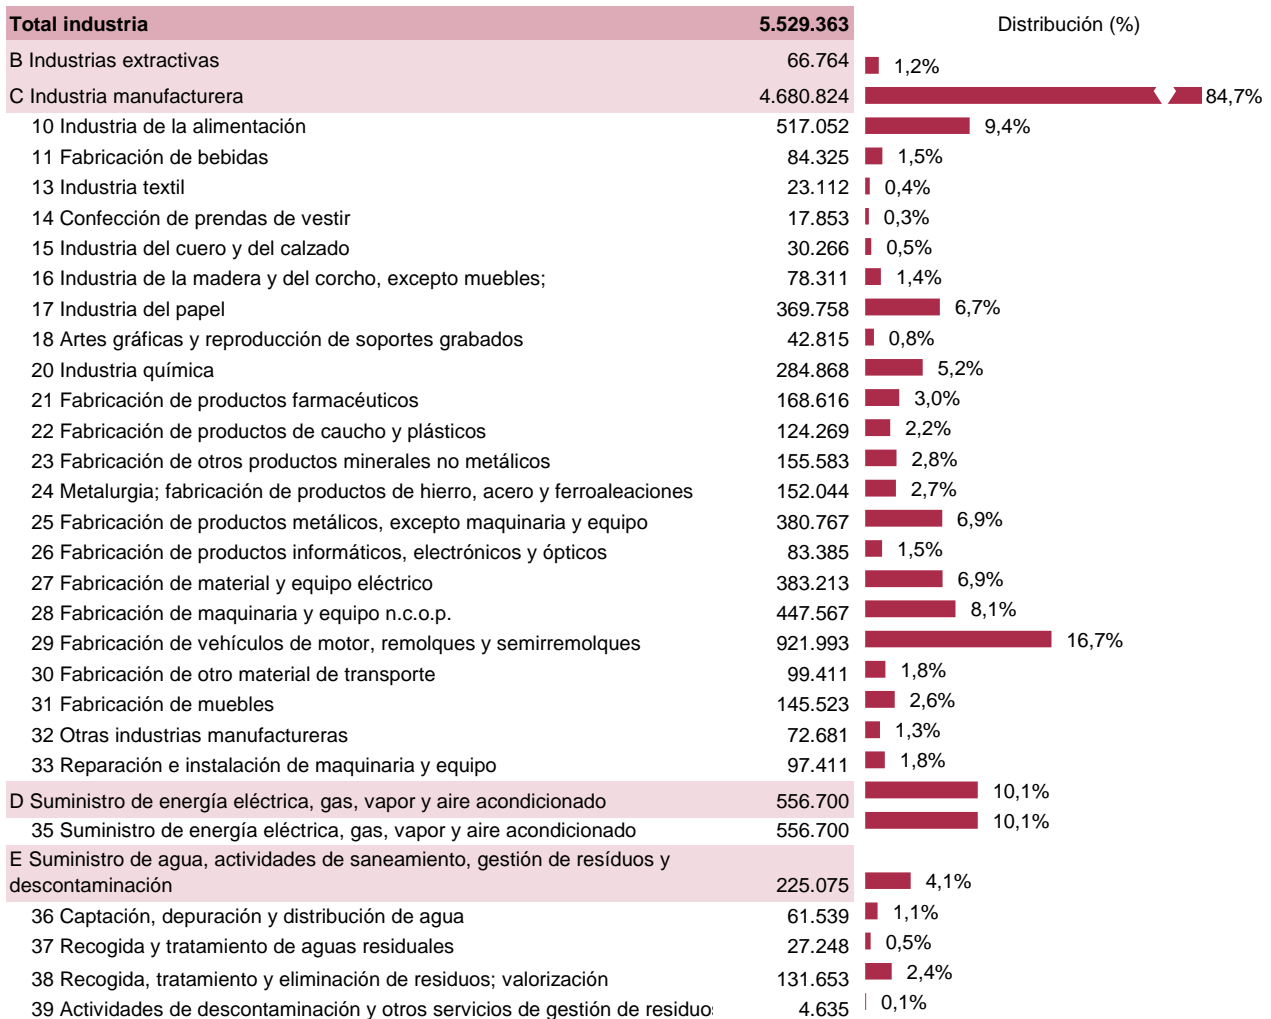 Total industria 5.529.363 Distribución (%)
B Industrias extractivas 66.764 1,2%
C Industria manufacturera 4.680.824 84,7%
10 Industria de la alimentación 517.052 9,4%
11 Fabricación de bebidas 84.325 1,5%
13 Industria textil 23.112 0,4%
14 Confección de prendas de vestir 17.853 0,3%
15 Industria del cuero y del calzado 30.266 0,5%
16 Industria de la madera y del corcho, excepto muebles; 78.311 1,4%
17 Industria del papel 369.758 6,7%
18 Artes gráficas y reproducción de soportes grabados 42.815 0,8%
20 Industria química 284.868 5,2%
21 Fabricación de productos farmacéuticos 168.616 3,0%
22 Fabricación de productos de caucho y plásticos 124.269 2,2%
23 Fabricación de otros productos minerales no metálicos 155.583 2,8%
24 Metalurgia; fabricación de productos de hierro, acero y ferroaleaciones 152.044 2,7%
25 Fabricación de productos metálicos, excepto maquinaria y equipo 380.767 6,9%
26 Fabricación de productos informáticos, electrónicos y ópticos 83.385 1,5%
27 Fabricación de material y equipo eléctrico 383.213 6,9%
28 Fabricación de maquinaria y equipo n.c.o.p. 447.567 8,1%
29 Fabricación de vehículos de motor, remolques y semirremolques 921.993 16,7%
30 Fabricación de otro material de transporte 99.411 1,8%
31 Fabricación de muebles 145.523 2,6%
32 Otras industrias manufactureras 72.681 1,3%
33 Reparación e instalación de maquinaria y equipo 97.411 1,8%
D Suministro de energía eléctrica, gas, vapor y aire acondicionado 556.700 10,1%
35 Suministro de energía eléctrica, gas, vapor y aire acondicionado 556.700 10,1%
E Suministro de agua, actividades de saneamiento, gestión de resíduos y
descontaminación 225.075 4,1%
36 Captación, depuración y distribución de agua 61.539 1,1%
37 Recogida y tratamiento de aguas residuales 27.248 0,5%
38 Recogida, tratamiento y eliminación de residuos; valorización 131.653 2,4%
39 Actividades de descontaminación y otros servicios de gestión de residuo 4.635 0,1%